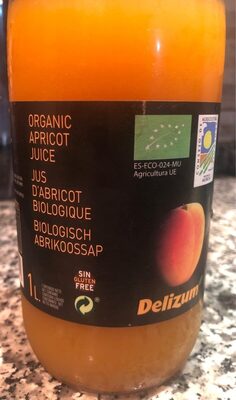 ORGANIC
APRICOT
JUICE
JUS
D'ABRICOT
BIOLOGIQUE
BIOLOGISCH
ABRIKOOSSAP
1L
SIN
GLUTEN
FREE
ES-ECO-024-MU
Agricultura UE
Delizum